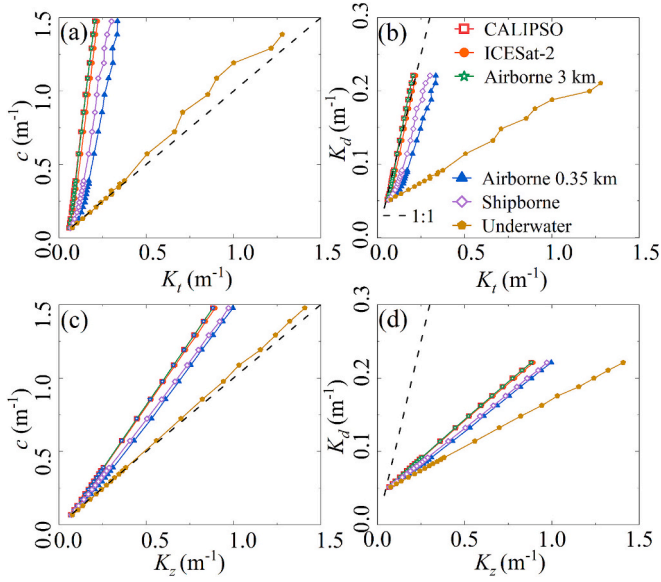 (a)
1.5
1.0
0.5
0.0
c (m⁻¹)
0.0 0.5 1.0 1.5
K_t (m⁻¹)
(b)
0.3
0.2
0.1
0.0
K_d (m⁻¹)
0.0 0.5 1.0 1.5
K_t (m⁻¹)
CALIPSO
ICESat-2
Airborne 3 km
Airborne 0.35 km
Shipborne
Underwater
1:1
(c)
1.5
1.0
0.5
0.0
c (m⁻¹)
0.0 0.5 1.0 1.5
K_z (m⁻¹)
(d)
0.3
0.2
0.1
0.0
K_d (m⁻¹)
0.0 0.5 1.0 1.5
K_z (m⁻¹)